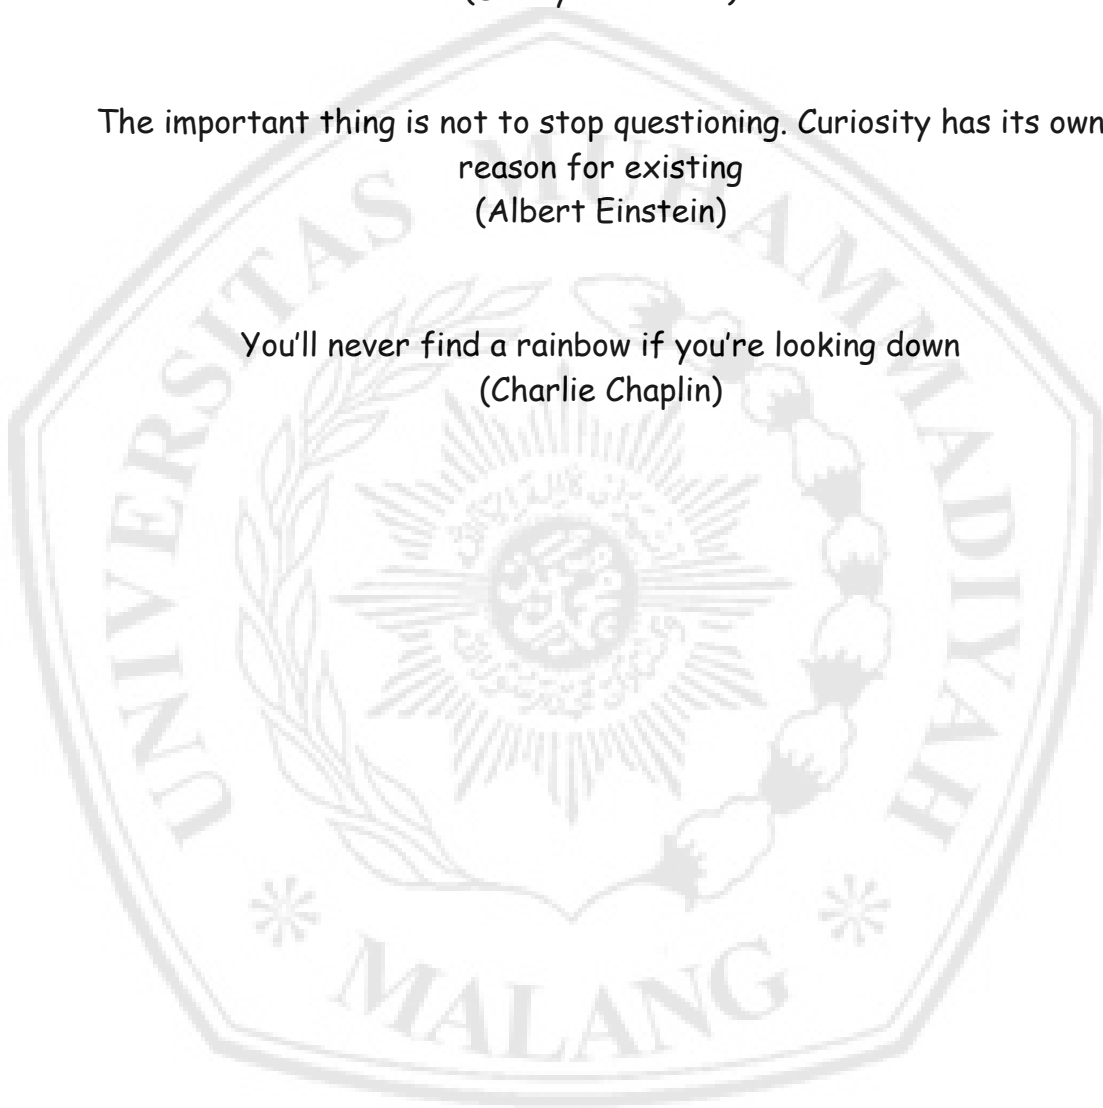 The important thing is not to stop questioning. Curiosity has its own
reason for existing
(Albert Einstein)
You'll never find a rainbow if you're looking down
(Charlie Chaplin)
UNIVERSITAS MUHAMMADIYAH
MALANG